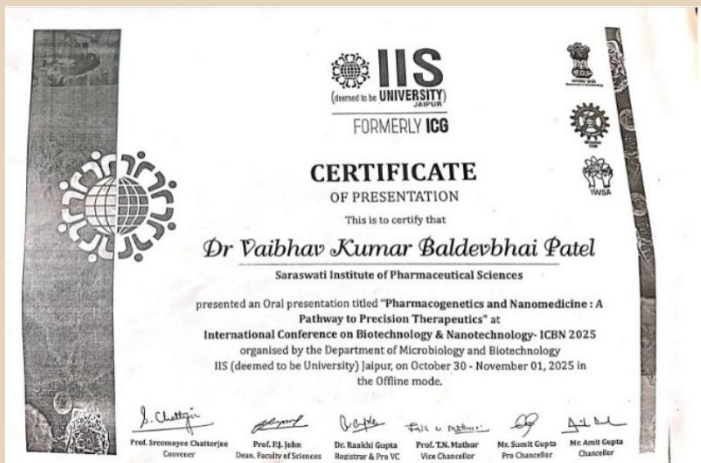 IIS
(deemed to be UNIVERSITY)
JAIPUR
FORMERLY ICG
IWSA
CERTIFICATE
OF PRESENTATION
This is to certify that
Dr Vaibhav Kumar Baldevbhai Patel
Saraswati Institute of Pharmaceutical Sciences
presented an Oral presentation titled "Pharmacogenetics and Nanomedicine : A
Pathway to Precision Therapeutics" at
International Conference on Biotechnology & Nanotechnology- ICBN 2025
organised by the Department of Microbiology and Biotechnology
IIS (deemed to be University) Jaipur, on October 30 - November 01, 2025 in
the Offline mode.
Prof. Sreemoyee Chatterjee
Convener
Prof. P.J. John
Dean, Faculty of Sciences
Dr. Raakhi Gupta
Registrar & Pro VC
Prof. T.N. Mathur
Vice Chancellor
Mr. Sumit Gupta
Pro Chancellor
Mr. Amit Gupta
Chancellor